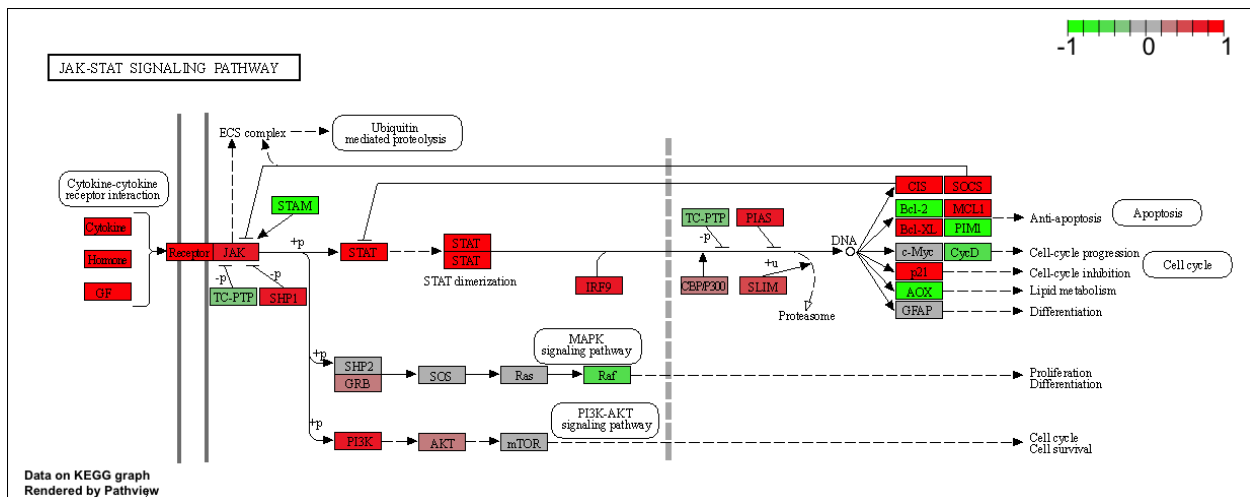 -1 0 1
JAK-STAT SIGNALING PATHWAY
ECS complex
Ubiquitin
mediated proteolysis
Cytokine-cytokine
receptor interaction
Cytokine
Hormone
GF
Receptor
JAK
STAM
+p
-p
-p
TC-PTP
SHP1
STAT
STAT
STAT
STAT dimerization
IRF9
TC-PTP
PIAS
-p
CBP/P300
+u
SLIM
Proteasome
DNA
CIS
SOCS
Bcl-2
MCL1
Bcl-XL
PIM1
Anti-apoptosis
Apoptosis
c-Myc
CycD
Cell-cycle progression
p21
Cell-cycle inhibition
Cell cycle
AOX
Lipid metabolism
GFAP
Differentiation
+p
SHP2
GRB
SOS
Ras
Raf
MAPK
signaling pathway
Proliferation
Differentiation
+p
PI3K
AKT
mTOR
PI3K-AKT
signaling pathway
Cell cycle
Cell survival
Data on KEGG graph
Rendered by Pathview